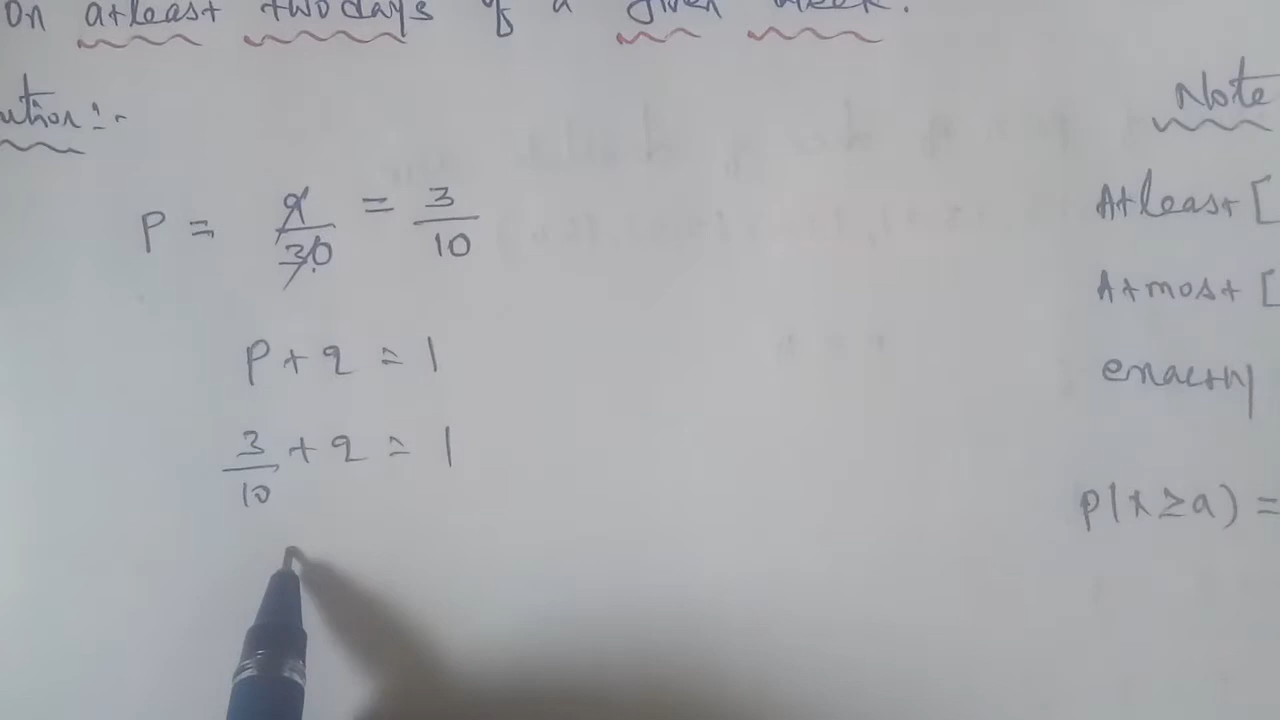 On atleast two days of a given week.
ution :-
Note
P = 9/30 = 3/10
Atleast [
Atmost [
P + q = 1
exactly
3/10 + q = 1
P(x ≥ a) =